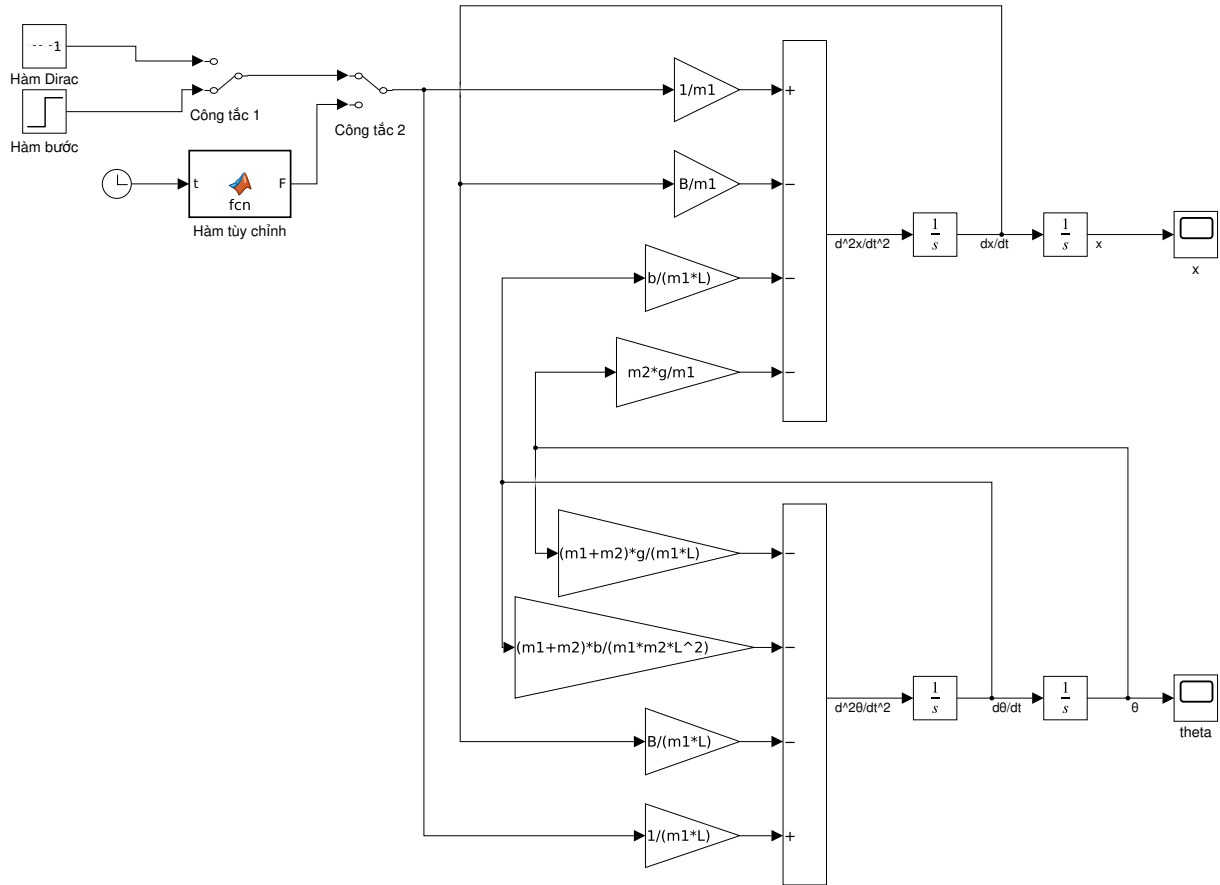 1
Hàm Dirac
Hàm bước
Công tắc 1
Công tắc 2
t
fcn
F
Hàm tùy chỉnh
1/m1
+
B/m1
−
b/(m1*L)
−
m2*g/m1
−
d^2x/dt^2
1
s
dx/dt
1
s
x
x
(m1+m2)*g/(m1*L)
−
(m1+m2)*b/(m1*m2*L^2)
−
B/(m1*L)
−
1/(m1*L)
+
d^2θ/dt^2
1
s
dθ/dt
1
s
θ
theta